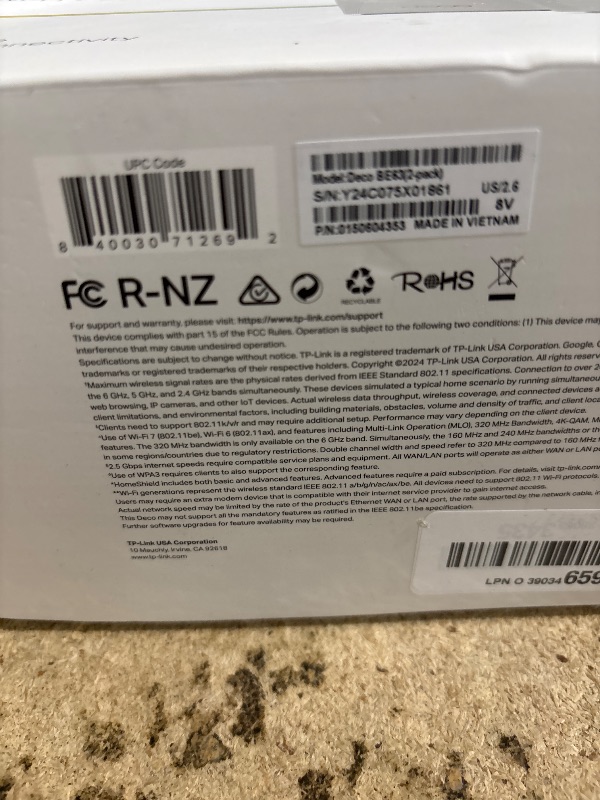 UPC Code
8 40030 71269 2
Model: Deco BE63(2-pack)
S/N:Y24C075X01861 US/2.6
8V
P/N:0150604353 MADE IN VIETNAM
FC R-NZ RECYCLABLE RoHS
For support and warranty, please visit: https://www.tp-link.com/support
This device complies with part 15 of the FCC Rules. Operation is subject to the following two conditions: (1) This device may
interference that may cause undesired operation.
Specifications are subject to change without notice. TP-Link is a registered trademark of TP-Link USA Corporation. Google,
trademarks or registered trademarks of their respective holders. Copyright ©2024 TP-Link USA Corporation. All rights
*Maximum wireless signal rates are the physical rates derived from IEEE Standard 802.11 specifications. Connection to over
the 6 GHz, 5 GHz, and 2.4 GHz bands simultaneously. These devices simulated a typical home scenario by running
web browsing, IP cameras, and other IoT devices. Actual wireless data throughput, wireless coverage, and connected devices
client limitations, and environmental factors, including building materials, obstacles, volume and density of traffic, and client
Clients need to support 802.11k/v/r and may require additional setup. Performance may vary depending on the client device.
Use of Wi-Fi 7 (802.11be), Wi-Fi 6 (802.11ax), and features including Multi-Link Operation (MLO), 320 MHz Bandwidth, 4K-QAM,
features. The 320 MHz bandwidth is only available on the 6 GHz band. Simultaneously, the 160 MHz and 240 MHz bandwidths or the
in some regions/countries due to regulatory restrictions. Double channel width and speed refer to 320 MHz compared to 160 MHz
2.5 Gbps internet speeds require compatible service plans and equipment. All WAN/LAN ports will operate as either WAN or LAN
Use of WPA3 requires clients to also support the corresponding feature.
HomeShield includes both basic and advanced features. Advanced features require a paid subscription. For details, visit tp-link.com
Wi-Fi generations represent the wireless standard IEEE 802.11 a/b/g/n/ac/ax/be. All devices need to support 802.11 Wi-Fi protocols.
Users may require an extra modem device that is compatible with their internet service provider to gain internet access.
Actual network speed may be limited by the rate of the product's Ethernet WAN or LAN port, the rate supported by the network cable,
This Deco may not support all the mandatory features as ratified in the IEEE 802.11be specification.
Further software upgrades for feature availability may be required.
TP-Link USA Corporation
10 Mauchly, Irvine, CA 92618
www.tp-link.com
LPN O 39034 659